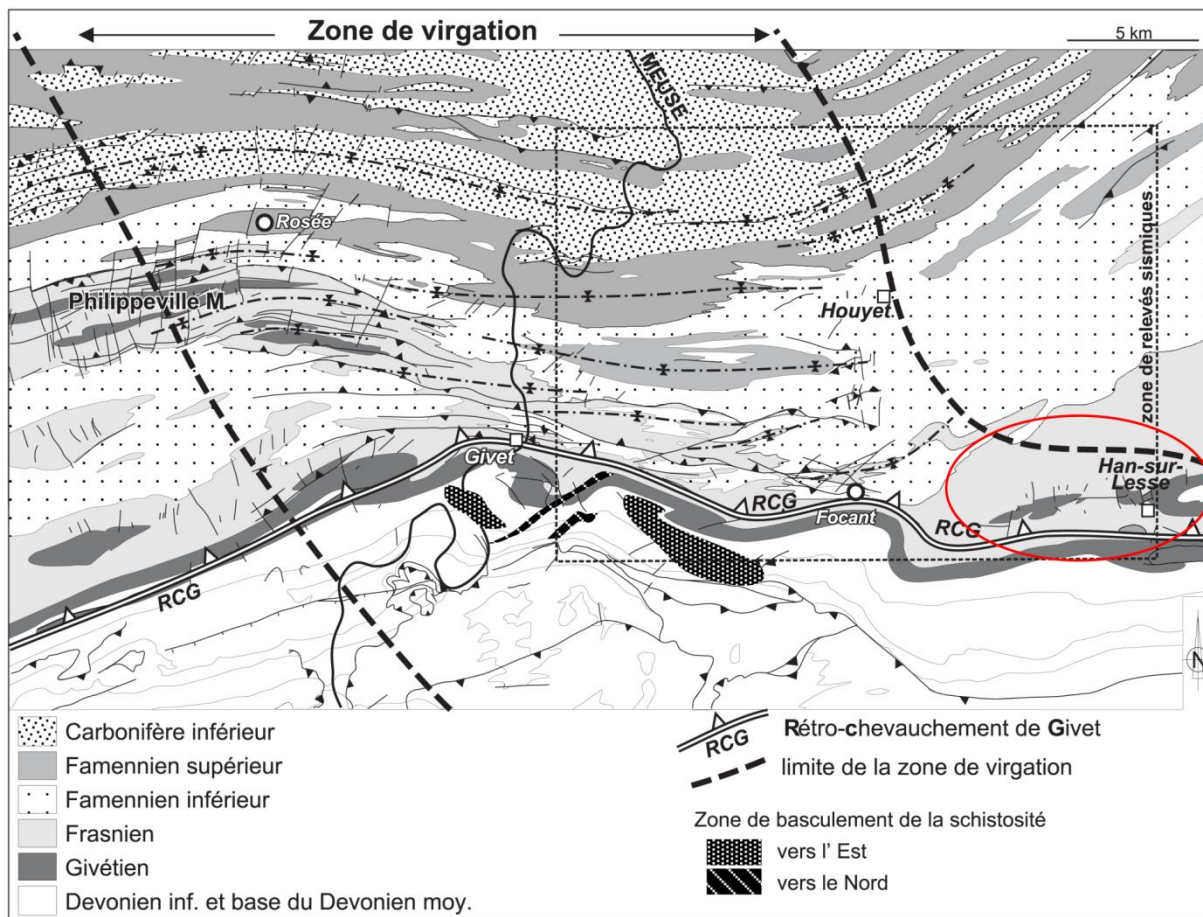 Zone de virgation
5 km
MEUSE
Rosée
Philippeville M.
Houyet
zone de relevés sismiques
Givet
Han-sur-
Lesse
RCG
Focant
RCG
RCG
N
Carbonifère inférieur
Famennien supérieur
Famennien inférieur
Frasnien
Givétien
Devonien inf. et base du Devonien moy.
RCG
Rétro-chevauchement de Givet
limite de la zone de virgation
Zone de basculement de la schistosité
vers l' Est
vers le Nord